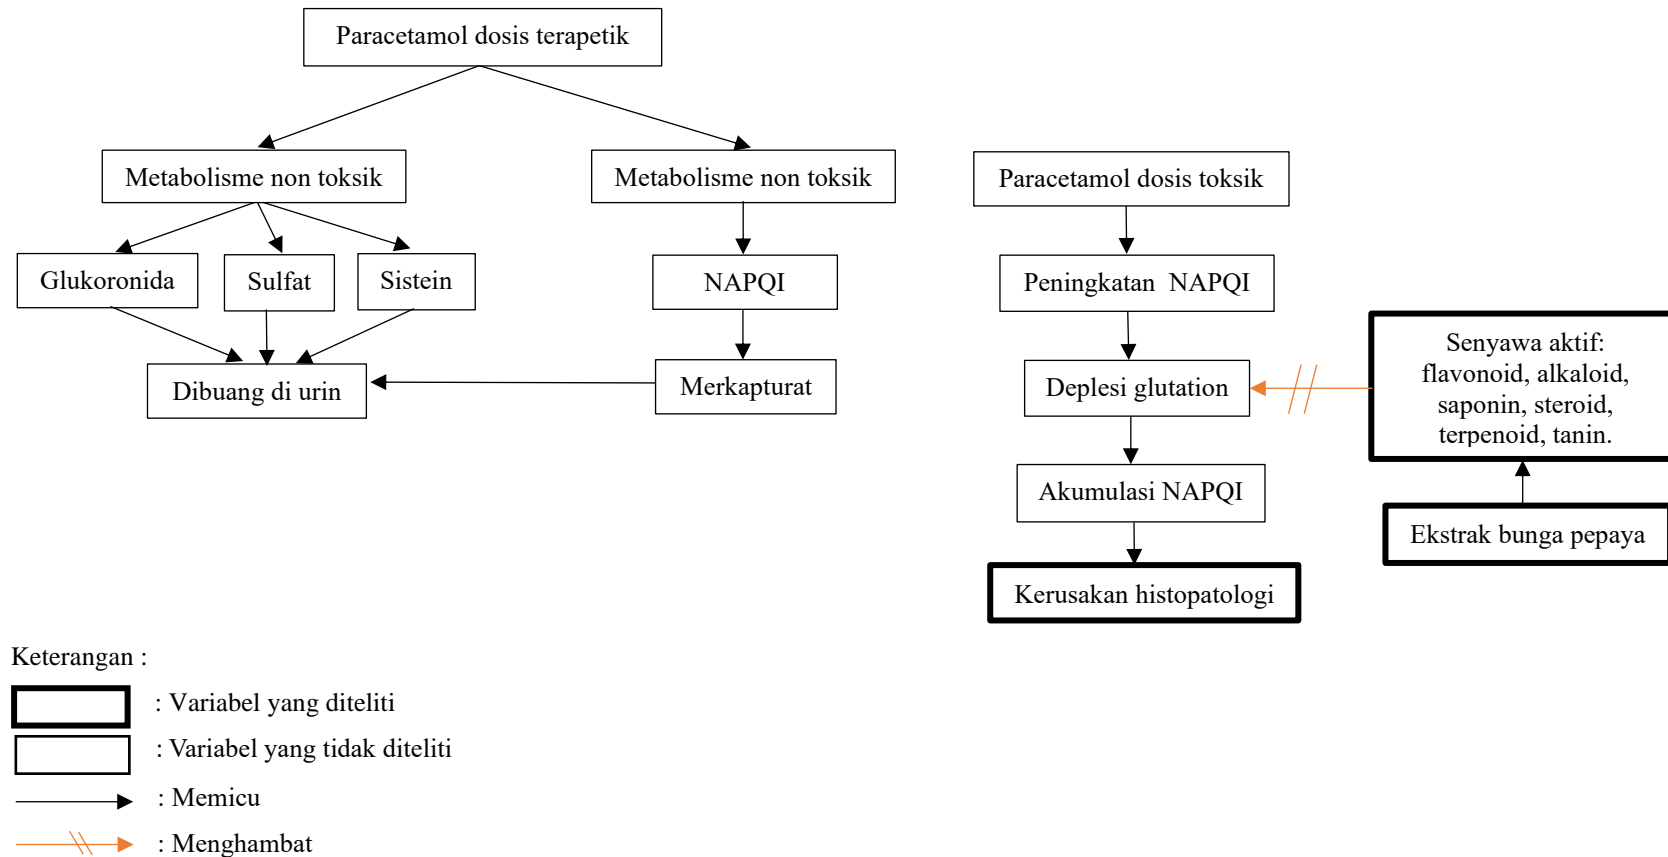 Paracetamol dosis terapetik
Metabolisme non toksik
Metabolisme non toksik
Paracetamol dosis toksik
Glukoronida
Sulfat
Sistein
NAPQI
Peningkatan  NAPQI
Dibuang di urin
Merkapturat
Deplesi glutation
Senyawa aktif:
flavonoid, alkaloid,
saponin, steroid,
terpenoid, tanin.
Akumulasi NAPQI
Ekstrak bunga pepaya
Kerusakan histopatologi
Keterangan :
: Variabel yang diteliti
: Variabel yang tidak diteliti
: Memicu
: Menghambat